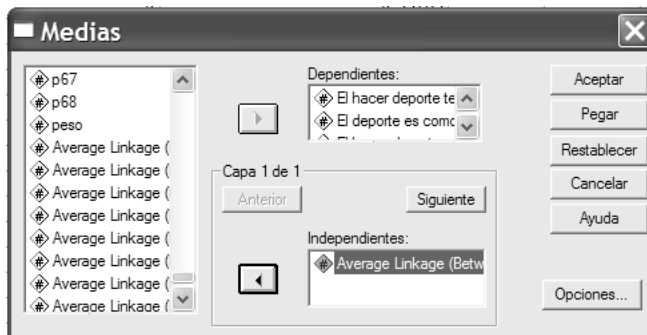 Medias
p67
p68
peso
Average Linkage (
Average Linkage (
Average Linkage (
Average Linkage (
Average Linkage (
Average Linkage (
Average Linkage (
Average Linkage (
Dependientes:
El hacer deporte te
El deporte es como
Capa 1 de 1
Anterior
Siguiente
Independientes:
Average Linkage (Betw
Aceptar
Pegar
Restablecer
Cancelar
Ayuda
Opciones...